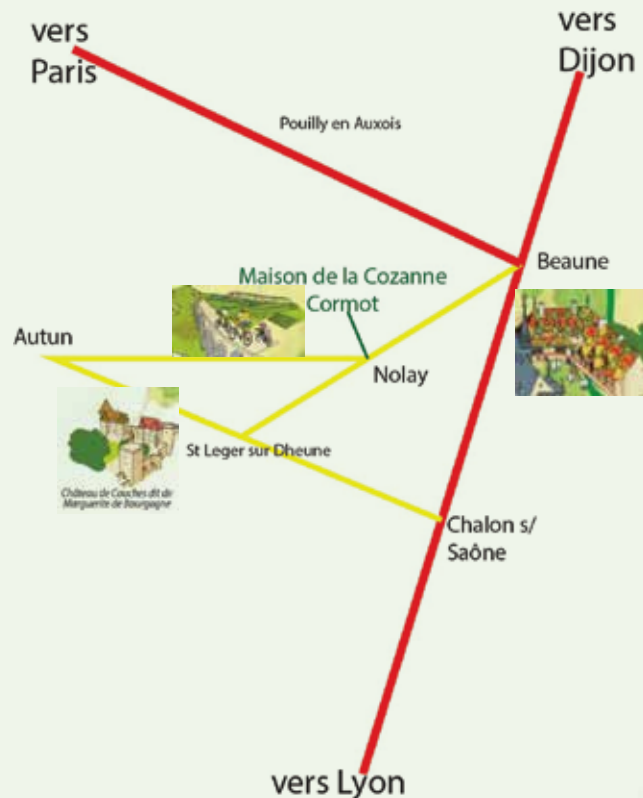 vers
Paris
vers
Dijon
Pouilly en Auxois
Beaune
Maison de la Cozanne
Cormot
Autun
Nolay
St Leger sur Dheune
Château de Couches dit de
Marguerite de Bourgogne
Chalon s/
Saône
vers Lyon